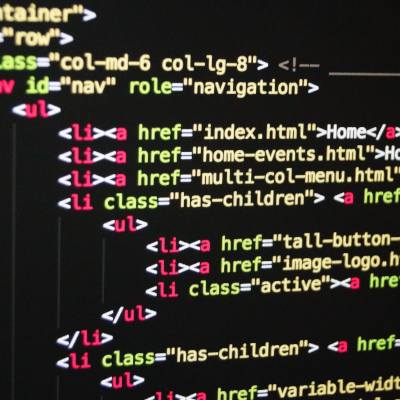 ntainer">
="row">
ass="col-md-6 col-lg-8"> <!--
v id="nav" role="navigation">
<ul>
<li><a href="index.html">Home</a>
<li><a href="home-events.html">Ho
<li><a href="multi-col-menu.html"
<li class="has-children"> <a href
<ul>
<li><a href="tall-button-
<li><a href="image-logo.h
<li class="active"><a hre
</ul>
</li>
<li class="has-children"> <a href=
<ul>
<li><a href="variable-widt